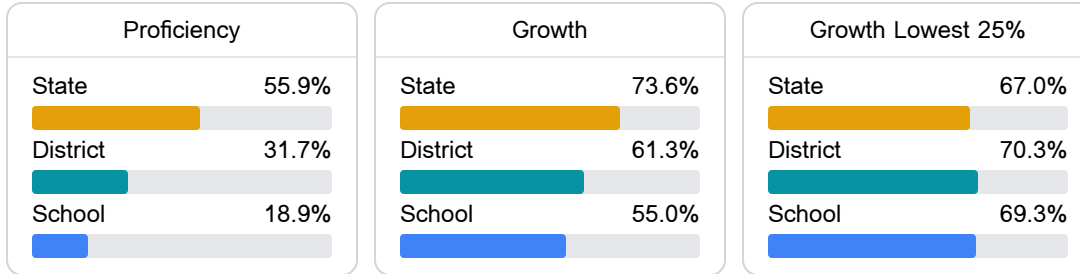 Proficiency
State 55.9%
District 31.7%
School 18.9%
Growth
State 73.6%
District 61.3%
School 55.0%
Growth Lowest 25%
State 67.0%
District 70.3%
School 69.3%